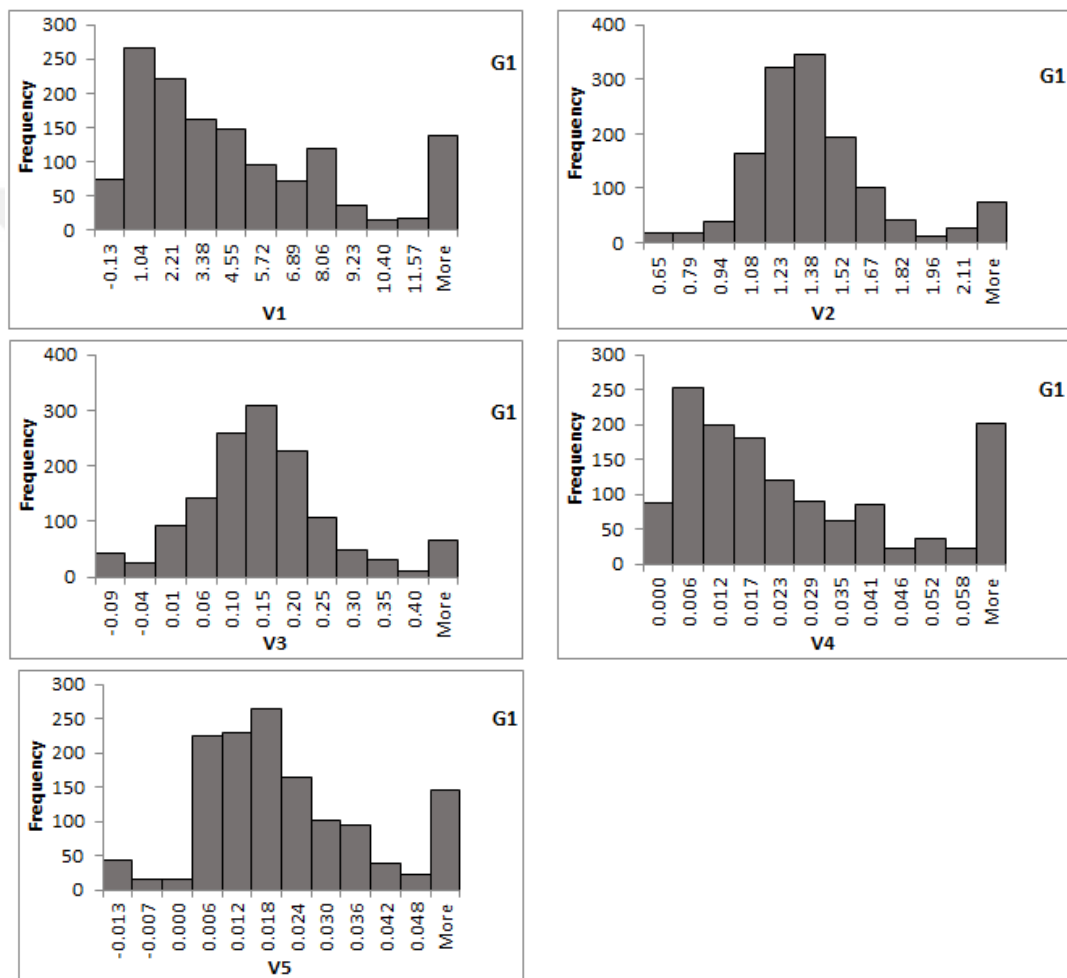 300
250
200
150
100
50
0
Frequency
G1
-0.13 1.04 2.21 3.38 4.55 5.72 6.89 8.06 9.23 10.40 11.57 More
V1
400
300
200
100
0
Frequency
G1
0.65 0.79 0.94 1.08 1.23 1.38 1.52 1.67 1.82 1.96 2.11 More
V2
400
300
200
100
0
Frequency
G1
-0.09 -0.04 0.01 0.06 0.10 0.15 0.20 0.25 0.30 0.35 0.40 More
V3
300
250
200
150
100
50
0
Frequency
G1
0.000 0.006 0.012 0.017 0.023 0.029 0.035 0.041 0.046 0.052 0.058 More
V4
300
250
200
150
100
50
0
Frequency
G1
-0.013 -0.007 0.000 0.006 0.012 0.018 0.024 0.030 0.036 0.042 0.048 More
V5